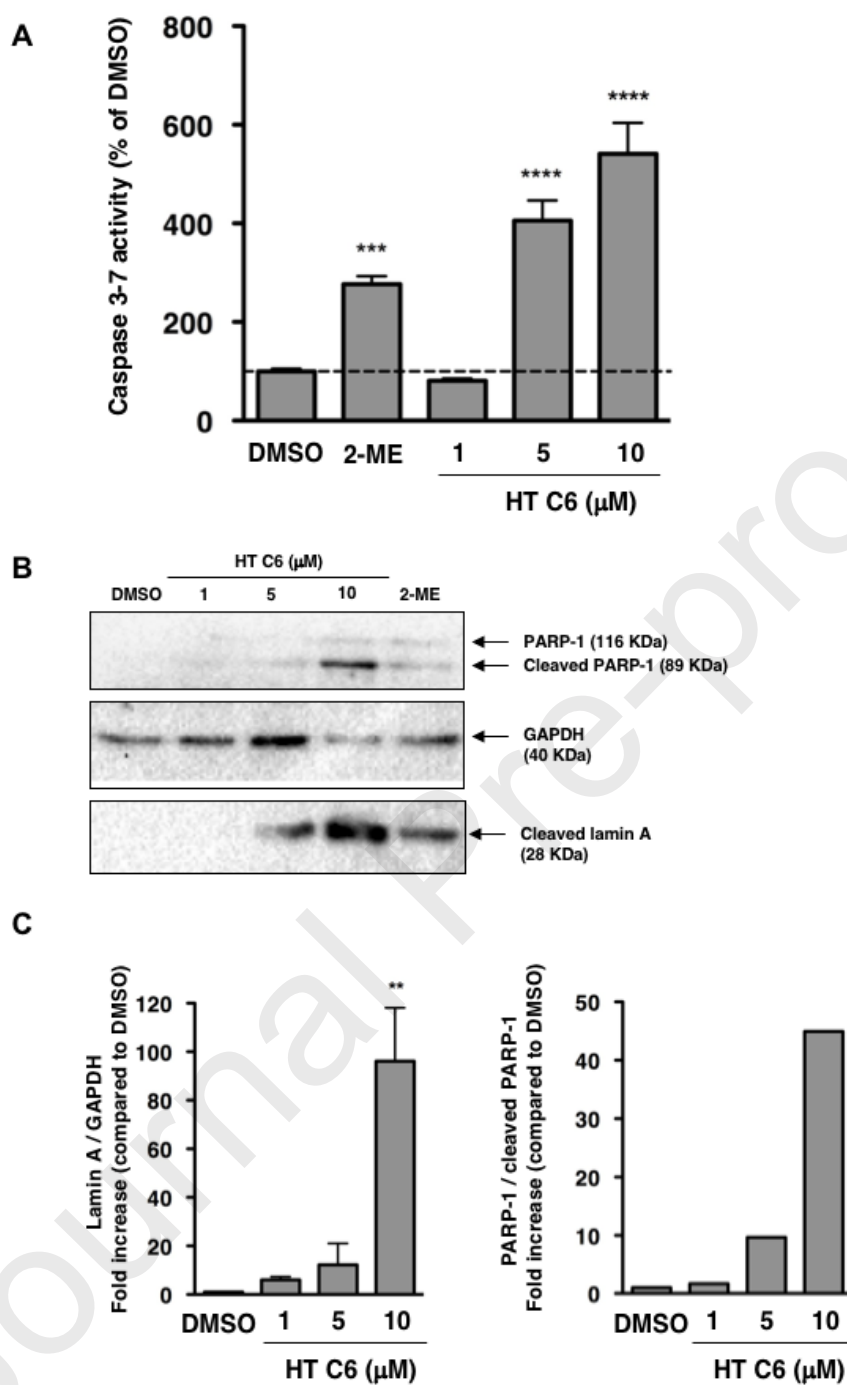 A
Caspase 3-7 activity (% of DMSO)
800
600
400
200
0
***
****
****
DMSO 2-ME 1 5 10
HT C6 (μM)
B
HT C6 (μM)
DMSO 1 5 10 2-ME
PARP-1 (116 KDa)
Cleaved PARP-1 (89 KDa)
GAPDH
(40 KDa)
Cleaved lamin A
(28 KDa)
C
Lamin A / GAPDH
Fold increase (compared to DMSO)
120
100
80
60
40
20
0
**
DMSO 1 5 10
HT C6 (μM)
PARP-1 / cleaved PARP-1
Fold increase (compared to DMSO)
50
40
30
20
10
0
DMSO 1 5 10
HT C6 (μM)
Journal Pre-pro